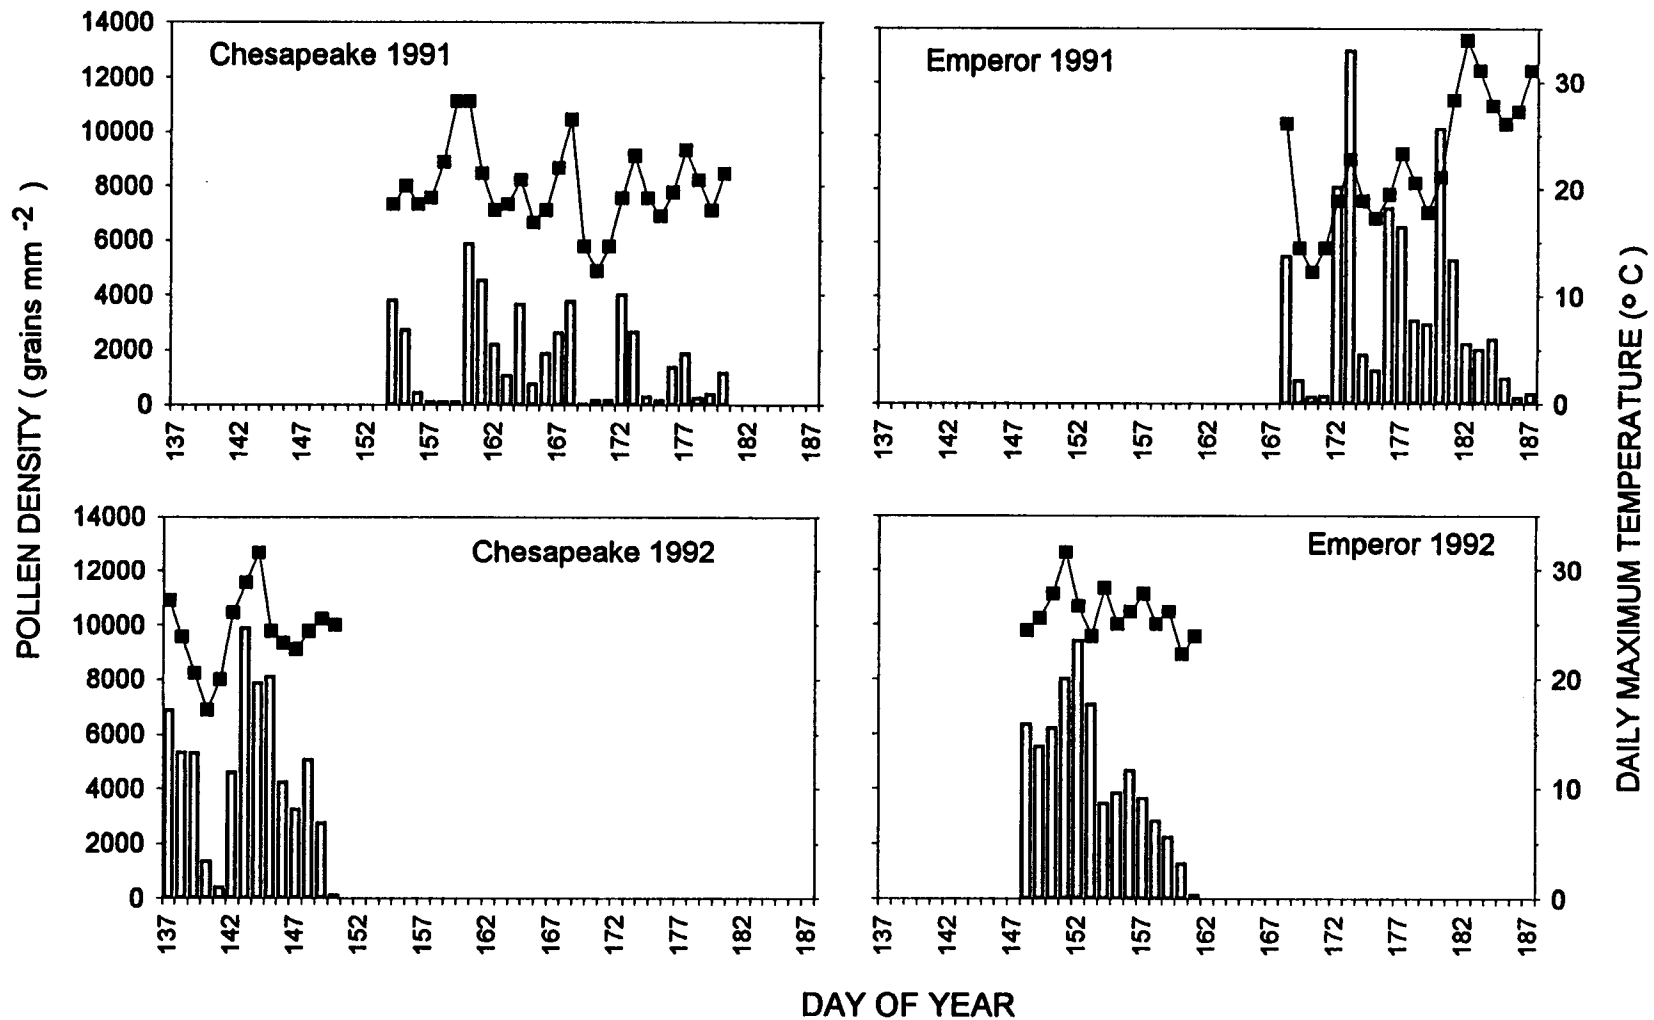 POLLEN DENSITY ( grains mm -2 )
14000
12000
10000
8000
6000
4000
2000
0
Chesapeake 1991
137 142 147 152 157 162 167 172 177 182 187
Emperor 1991
30
20
10
0
137 142 147 152 157 162 167 172 177 182 187
14000
12000
10000
8000
6000
4000
2000
0
Chesapeake 1992
137 142 147 152 157 162 167 172 177 182 187
Emperor 1992
30
20
10
0
137 142 147 152 157 162 167 172 177 182 187
DAILY MAXIMUM TEMPERATURE (º C )
DAY OF YEAR